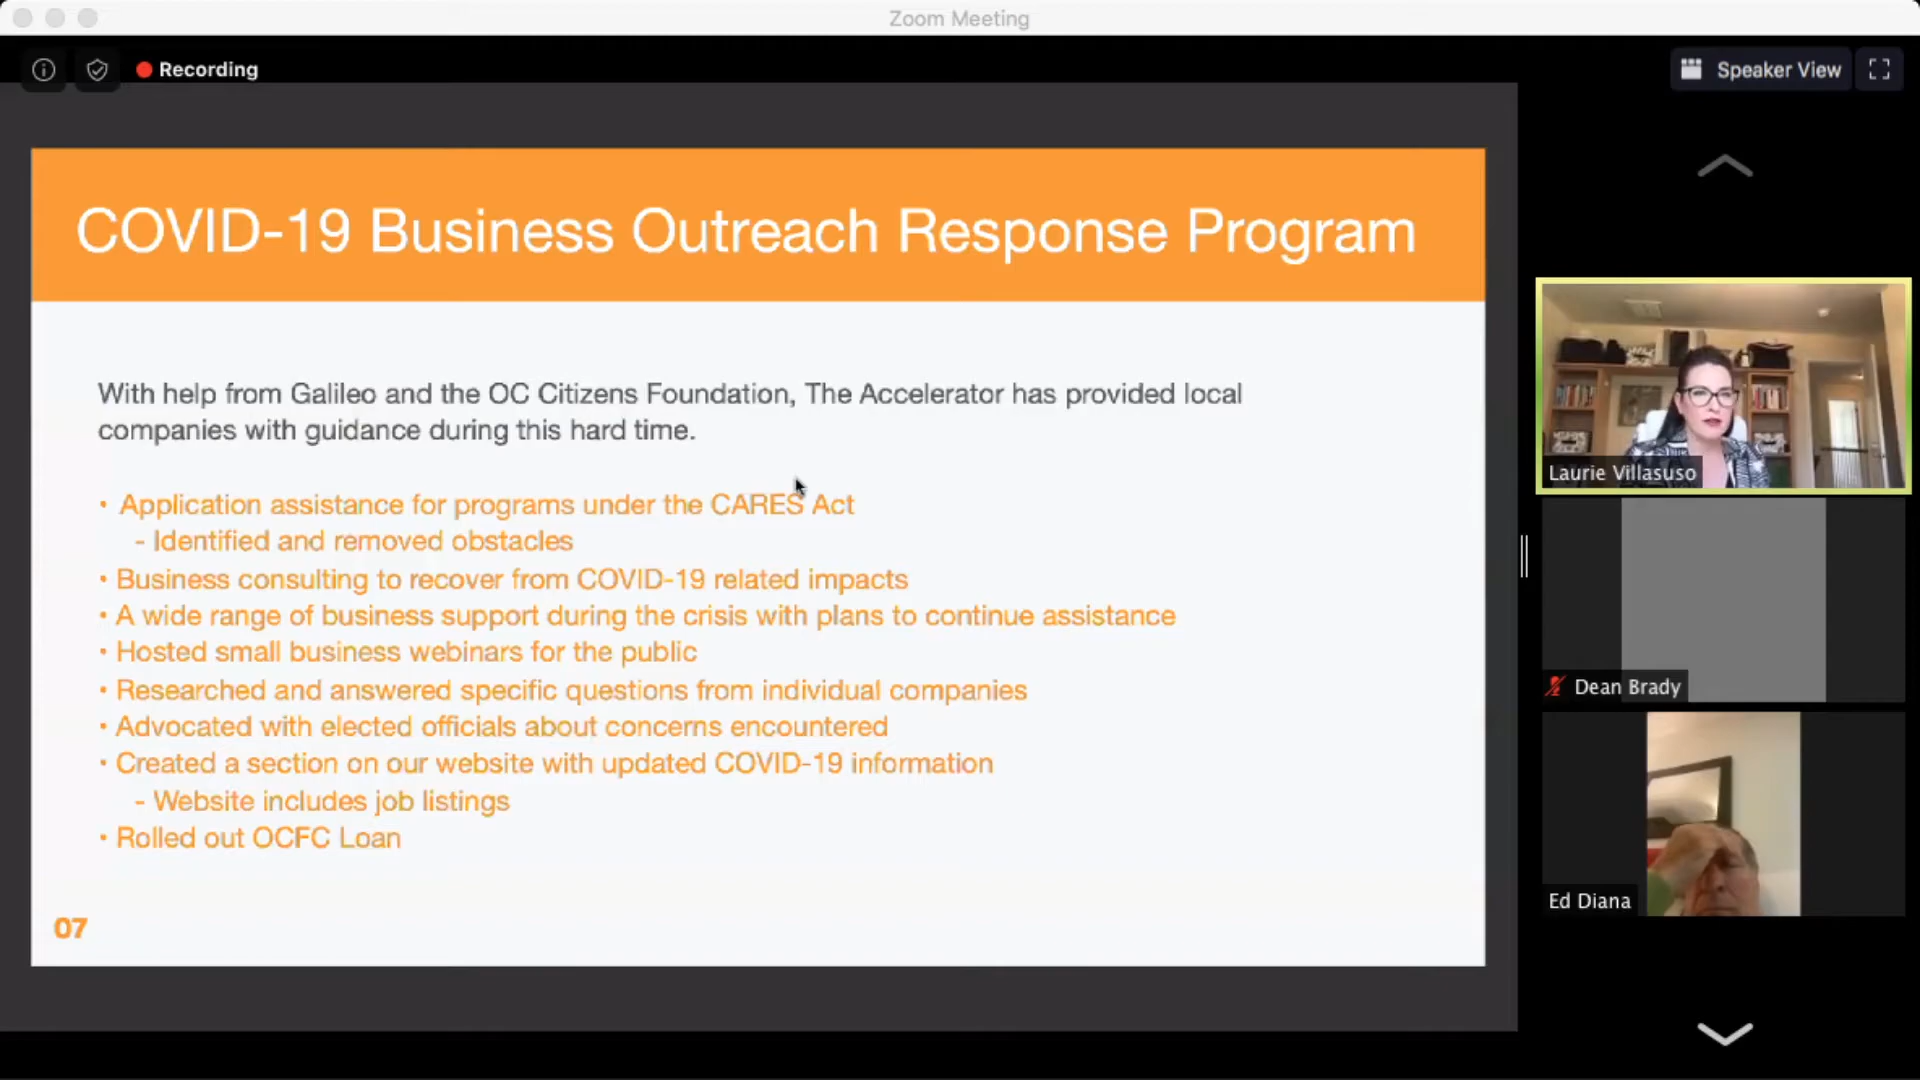 Zoom Meeting
Recording
Speaker View
COVID-19 Business Outreach Response Program
With help from Galileo and the OC Citizens Foundation, The Accelerator has provided local
companies with guidance during this hard time.
• Application assistance for programs under the CARES Act
- Identified and removed obstacles
• Business consulting to recover from COVID-19 related impacts
• A wide range of business support during the crisis with plans to continue assistance
• Hosted small business webinars for the public
• Researched and answered specific questions from individual companies
• Advocated with elected officials about concerns encountered
• Created a section on our website with updated COVID-19 information
- Website includes job listings
• Rolled out OCFC Loan
07
Laurie Villasuso
Dean Brady
Ed Diana